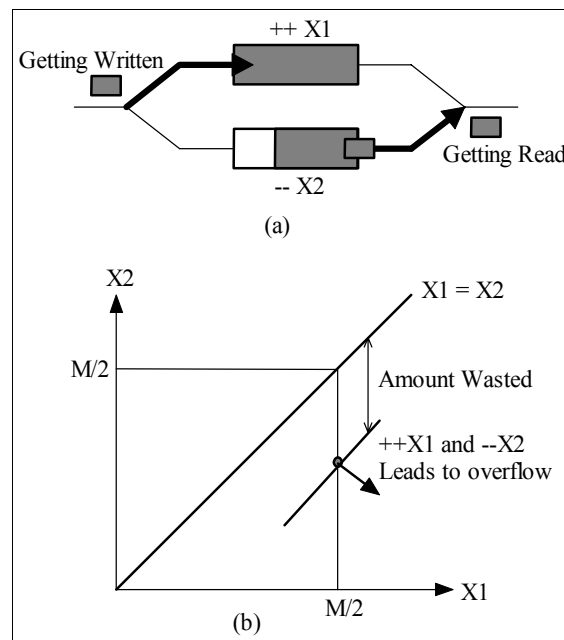 ++ X1
Getting Written
Getting Read
-- X2
(a)
X2
X1 = X2
M/2
Amount Wasted
++X1 and --X2
Leads to overflow
X1
M/2
(b)